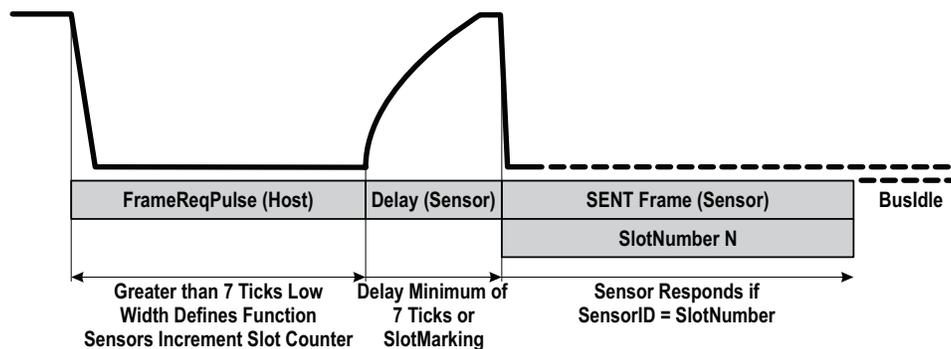 FrameReqPulse (Host)
Delay (Sensor)
SENT Frame (Sensor)
BusIdle
SlotNumber N
Greater than 7 Ticks Low
Width Defines Function
Sensors Increment Slot Counter
Delay Minimum of
7 Ticks or
SlotMarking
Sensor Responds if
SensorID = SlotNumber